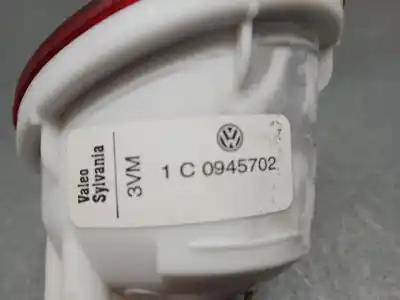 Valeo
Sylvania
3VM
1 C 0945702